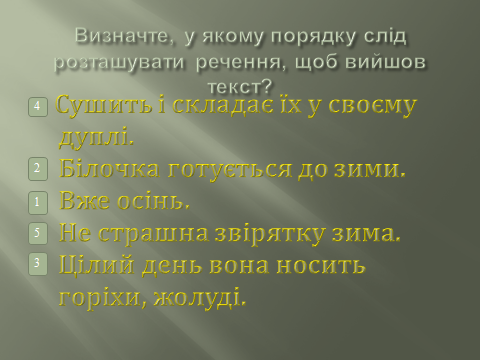 Визначте, у якому порядку слід
розташувати речення, щоб вийшов
текст?
4 Сушить і складає їх у своєму
дуплі.
2 Білочка готується до зими.
1 Вже осінь.
5 Не страшна звірятку зима.
3 Цілий день вона носить
горіхи, жолуді.